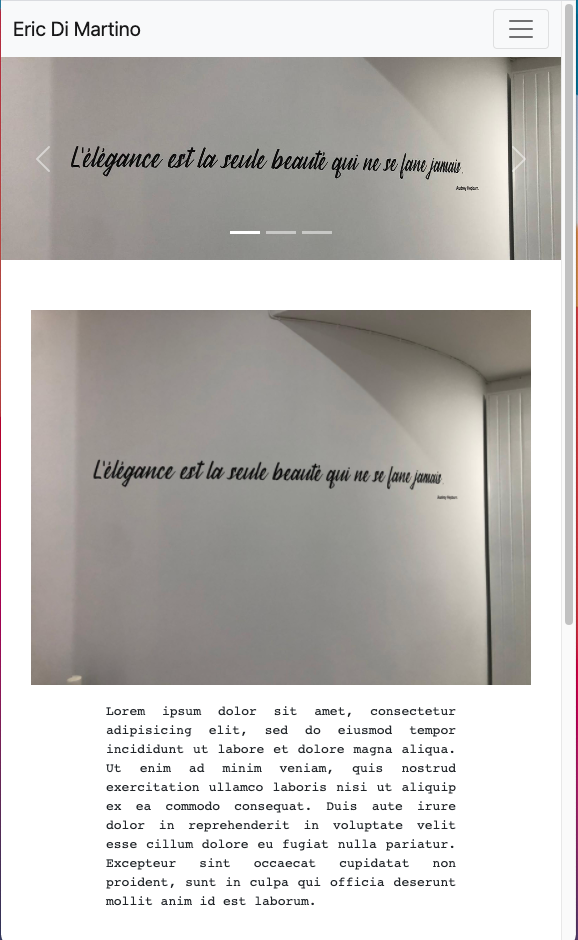 Eric Di Martino
L'élégance est la seule beauté qui ne se fane jamais.
Audrey Hepburn
L'élégance est la seule beauté qui ne se fane jamais
Audrey Hepburn
Lorem ipsum dolor sit amet, consectetur
adipisicing elit, sed do eiusmod tempor
incididunt ut labore et dolore magna aliqua.
Ut enim ad minim veniam, quis nostrud
exercitation ullamco laboris nisi ut aliquip
ex ea commodo consequat. Duis aute irure
dolor in reprehenderit in voluptate velit
esse cillum dolore eu fugiat nulla pariatur.
Excepteur sint occaecat cupidatat non
proident, sunt in culpa qui officia deserunt
mollit anim id est laborum.